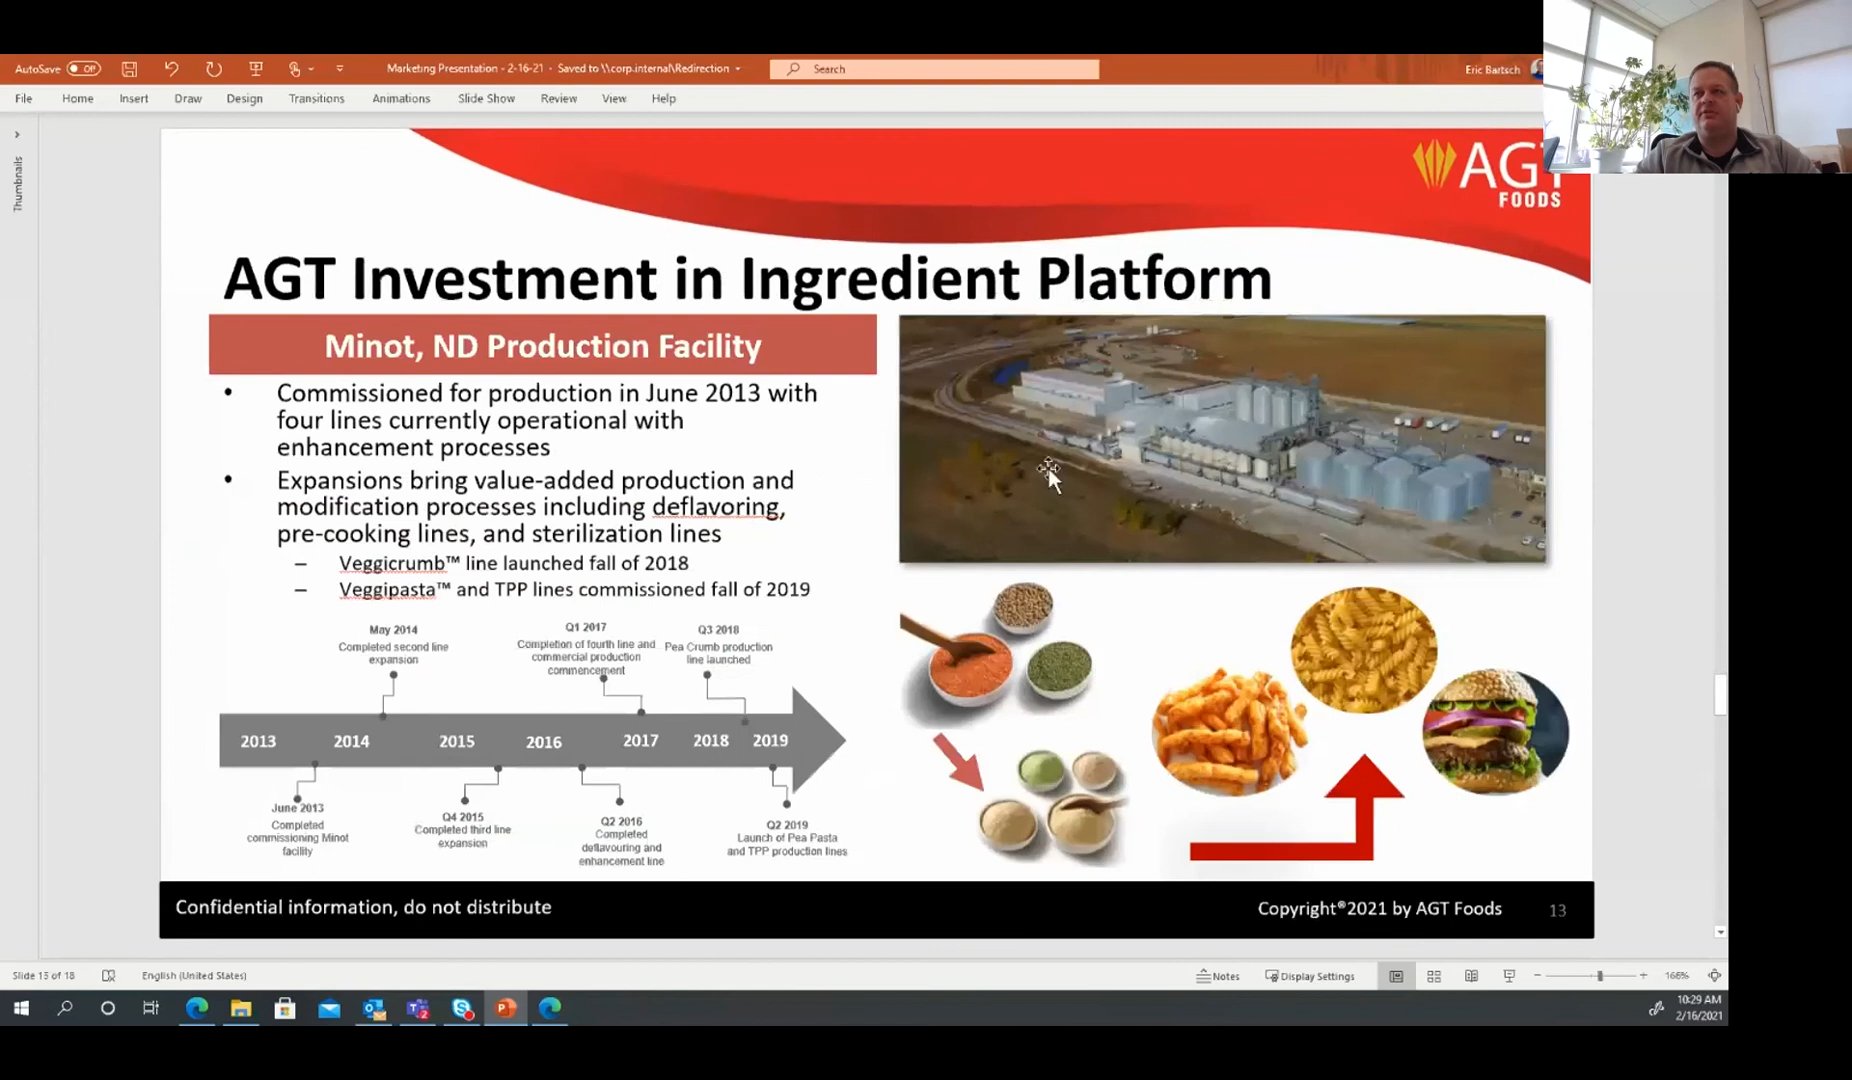 AutoSave Off
Marketing Presentation - 2-16-21 - Saved to \\corp.internal\Redirection
Search
Eric Bartsch
File Home Insert Draw Design Transitions Animations Slide Show Review View Help
Thumbnails
AGT
FOODS
AGT Investment in Ingredient Platform
Minot, ND Production Facility
• Commissioned for production in June 2013 with
four lines currently operational with
enhancement processes
• Expansions bring value-added production and
modification processes including deflavoring,
pre-cooking lines, and sterilization lines
– Veggicrumb™ line launched fall of 2018
– Veggipasta™ and TPP lines commissioned fall of 2019
May 2014
Completed second line
expansion
Q1 2017
Completion of fourth line and
commercial production
commencement
Q3 2018
Pea Crumb production
line launched
2013 2014 2015 2016 2017 2018 2019
June 2013
Completed
commissioning Minot
facility
Q4 2015
Completed third line
expansion
Q2 2016
Completed
deflavouring and
enhancement line
Q2 2019
Launch of Pea Pasta
and TPP production lines
Confidential information, do not distribute
Copyright®2021 by AGT Foods 13
Slide 13 of 18 English (United States) Notes Display Settings 166%
10:29 AM
2/16/2021